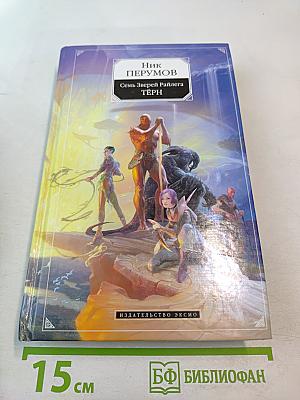 Ник
ПЕРУМОВ
Семь Зверей Райлега
ТЁРН
ИЗДАТЕЛЬСТВО ЭКСМО
15 см
БФ БИБЛИОФАН